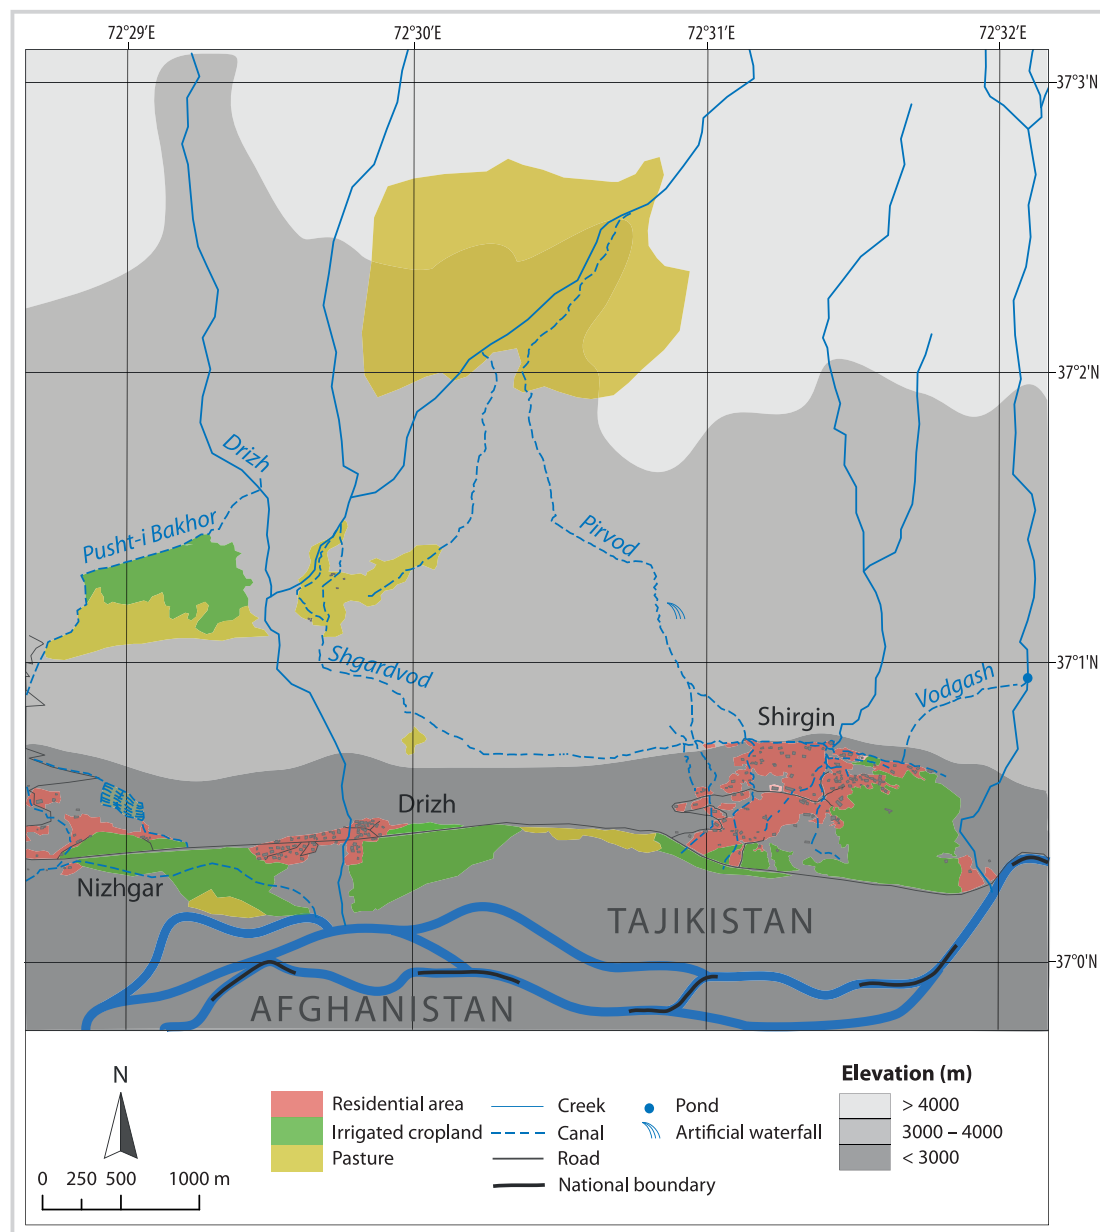 72°29'E 72°30'E 72°31'E 72°32'E
37°3'N
37°2'N
Drizh
Pusht-i Bakhor
Pirvod
37°1'N
Shgardvod
Vodgash
Shirgin
Drizh
Nizhgar
TAJIKISTAN
37°0'N
AFGHANISTAN
N
0 250 500 1000 m
Residential area
Irrigated cropland
Pasture
Creek
Canal
Road
National boundary
Pond
Artificial waterfall
Elevation (m)
> 4000
3000 – 4000
< 3000